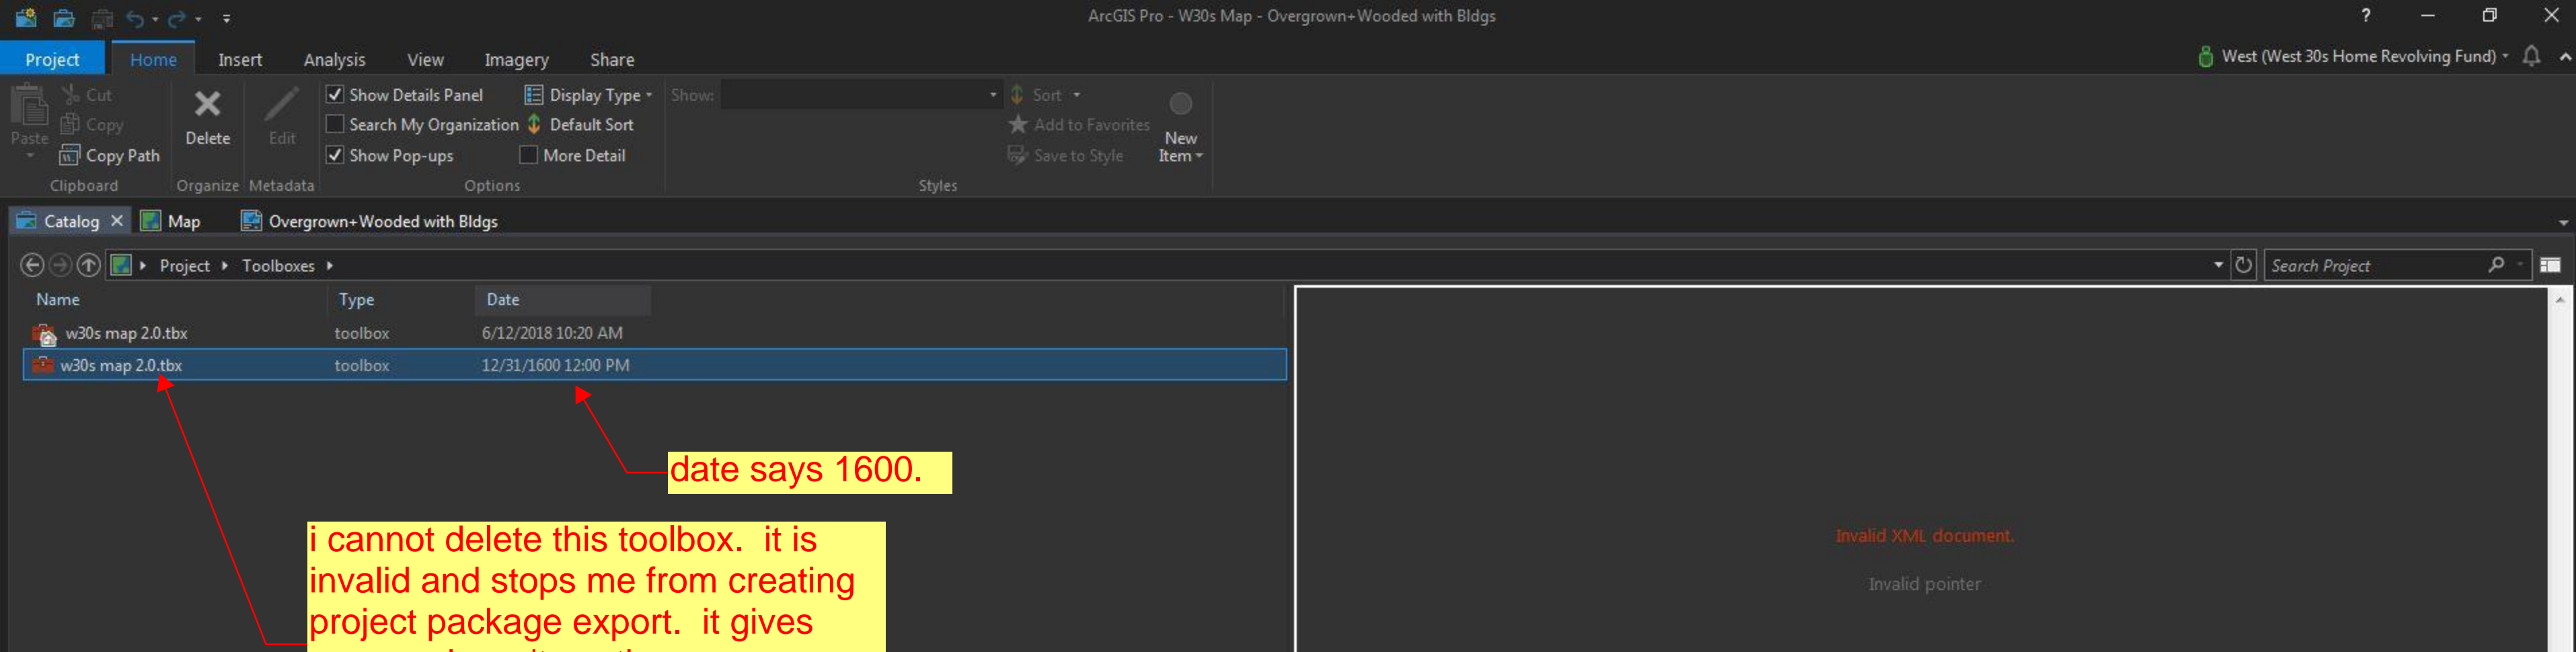 ArcGIS Pro - W30s Map - Overgrown+Wooded with Bldgs
?
Project Home Insert Analysis View Imagery Share
West (West 30s Home Revolving Fund)
Paste
Cut
Copy
Copy Path
Clipboard
Delete
Organize
Edit
Metadata
Show Details Panel
Search My Organization
Show Pop-ups
Display Type
Default Sort
More Detail
Options
Show:
Sort
Add to Favorites
Save to Style
New
Item
Styles
Catalog Map Overgrown+Wooded with Bldgs
Project Toolboxes
Search Project
Name Type Date
w30s map 2.0.tbx toolbox 6/12/2018 10:20 AM
w30s map 2.0.tbx toolbox 12/31/1600 12:00 PM
date says 1600.
i cannot delete this toolbox. it is
invalid and stops me from creating
project package export. it gives
Invalid XML document.
Invalid pointer